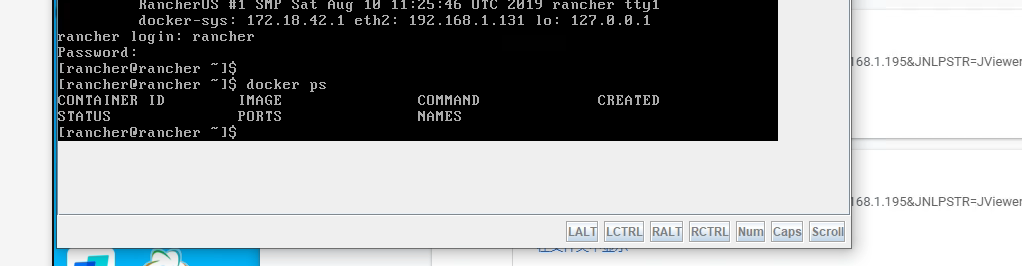 RancherOS #1 SMP Sat Aug 10 11:25:46 UTC 2019 rancher tty1
docker-sys: 172.18.42.1 eth2: 192.168.1.131 lo: 127.0.0.1
rancher login: rancher
Password:
[rancher@rancher ~]$
[rancher@rancher ~]$ docker ps
CONTAINER ID IMAGE COMMAND CREATED
STATUS PORTS NAMES
[rancher@rancher ~]$
168.1.195&JNLPSTR=JViewer
168.1.195&JNLPSTR=JViewer
LALT LCTRL RALT RCTRL Num Caps Scroll